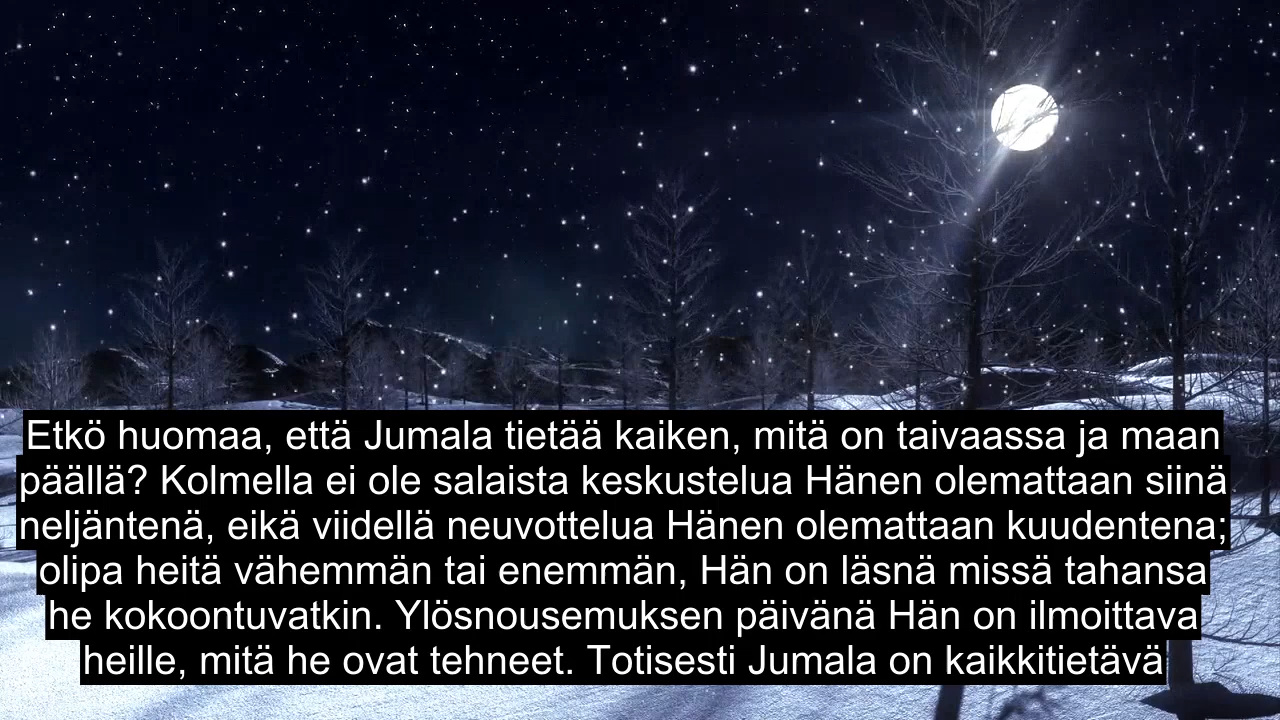 Etkö huomaa, että Jumala tietää kaiken, mitä on taivaassa ja maan
päällä? Kolmella ei ole salaista keskustelua Hänen olemattaan siinä
neljäntenä, eikä viidellä neuvottelua Hänen olemattaan kuudentena;
olipa heitä vähemmän tai enemmän, Hän on läsnä missä tahansa
he kokoontuvatkin. Ylösnousemuksen päivänä Hän on ilmoittava
heille, mitä he ovat tehneet. Totisesti Jumala on kaikkitietävä